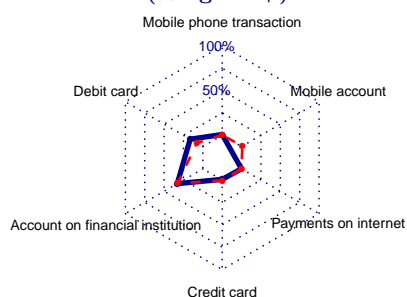 Mobile phone transaction
100%
Debit card
50%
Mobile account
Account on financial institution
Payments on internet
Credit card